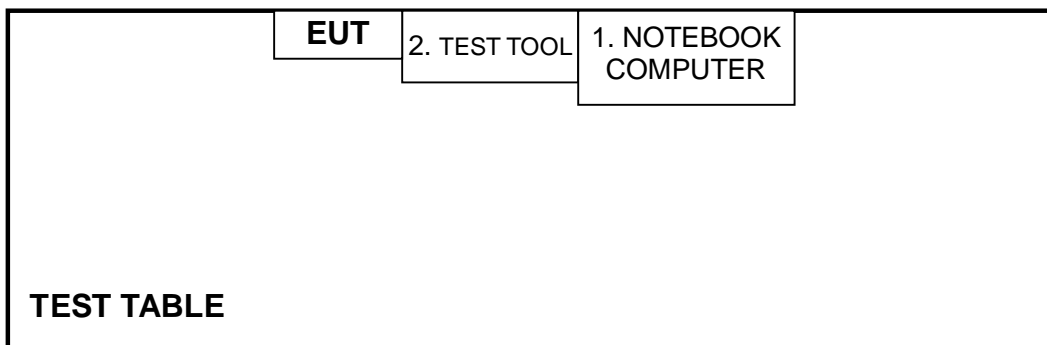 EUT
2. TEST TOOL
1. NOTEBOOK
COMPUTER
TEST TABLE